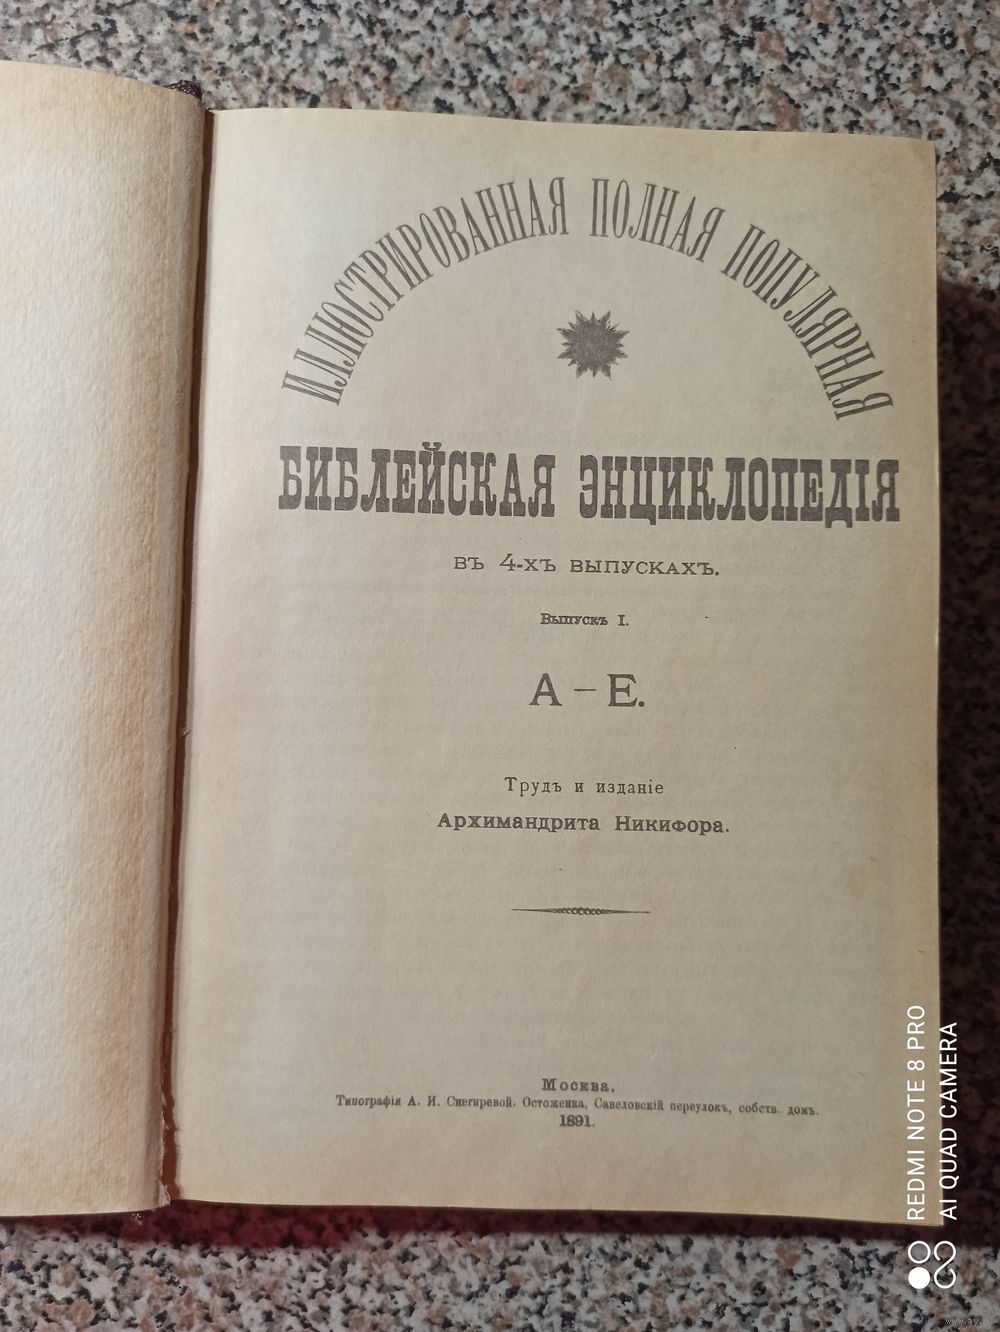 ИЛЛЮСТРИРОВАННАЯ ПОЛНАЯ ПОПУЛЯРНАЯ
БИБЛЕЙСКАЯ ЭНЦИКЛОПЕДІЯ
въ 4-хъ выпускахъ.
Выпускъ I.
А – Е.
Трудъ и изданіе
Архимандрита Никифора.
Москва.
Типографія А. И. Снегиревой. Остоженка, Савеловскій переулокъ, собств. домъ.
1891.
REDMI NOTE 8 PRO
AI QUAD CAMERA